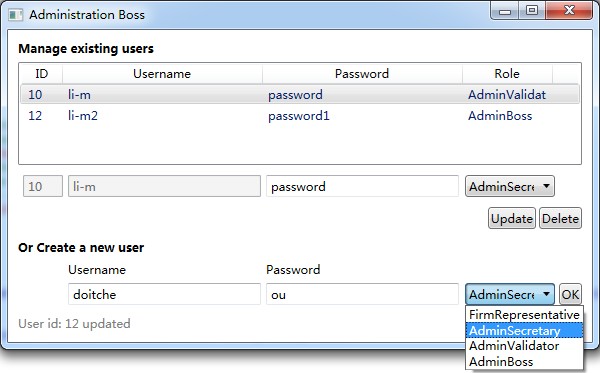 Administration Boss
Manage existing users
ID Username Password Role
10 li-m password AdminValidat
12 li-m2 password1 AdminBoss
10 li-m password AdminSecre
Update Delete
Or Create a new user
Username Password
doitche ou AdminSecre OK
FirmRepresentative
AdminSecretary
AdminValidator
AdminBoss
User id: 12 updated